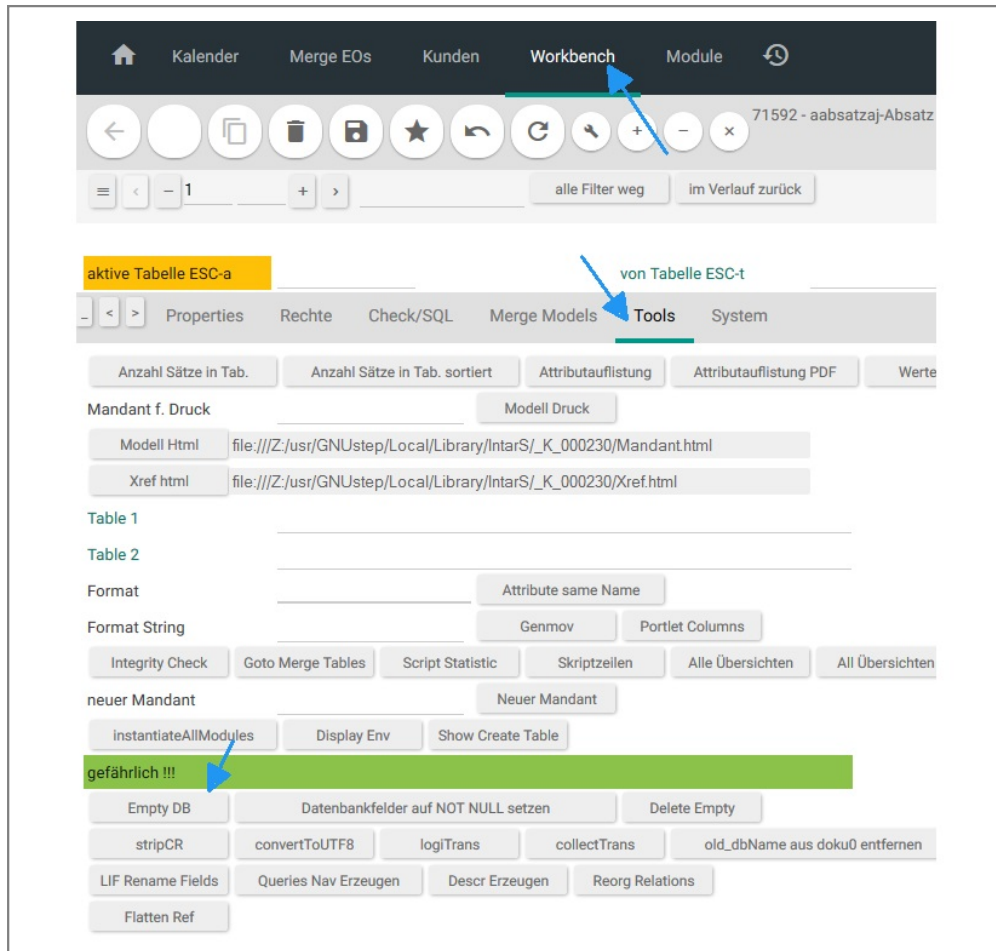 Kalender Merge EOs Kunden Workbench Module
71592 - aabsatzaj-Absatz
1 alle Filter weg im Verlauf zurück
aktive Tabelle ESC-a von Tabelle ESC-t
_ < > Properties Rechte Check/SQL Merge Models Tools System
Anzahl Sätze in Tab. Anzahl Sätze in Tab. sortiert Attributauflistung Attributauflistung PDF Werte
Mandant f. Druck Modell Druck
Modell Html file:///Z:/usr/GNUstep/Local/Library/IntarS/_K_000230/Mandant.html
Xref html file:///Z:/usr/GNUstep/Local/Library/IntarS/_K_000230/Xref.html
Table 1
Table 2
Format Attribute same Name
Format String Genmov Portlet Columns
Integrity Check Goto Merge Tables Script Statistic Skriptzeilen Alle Übersichten All Übersichten
neuer Mandant Neuer Mandant
instantiateAllModules Display Env Show Create Table
gefährlich !!!
Empty DB Datenbankfelder auf NOT NULL setzen Delete Empty
stripCR convertToUTF8 logiTrans collectTrans old_dbName aus doku0 entfernen
LIF Rename Fields Queries Nav Erzeugen Descr Erzeugen Reorg Relations
Flatten Ref